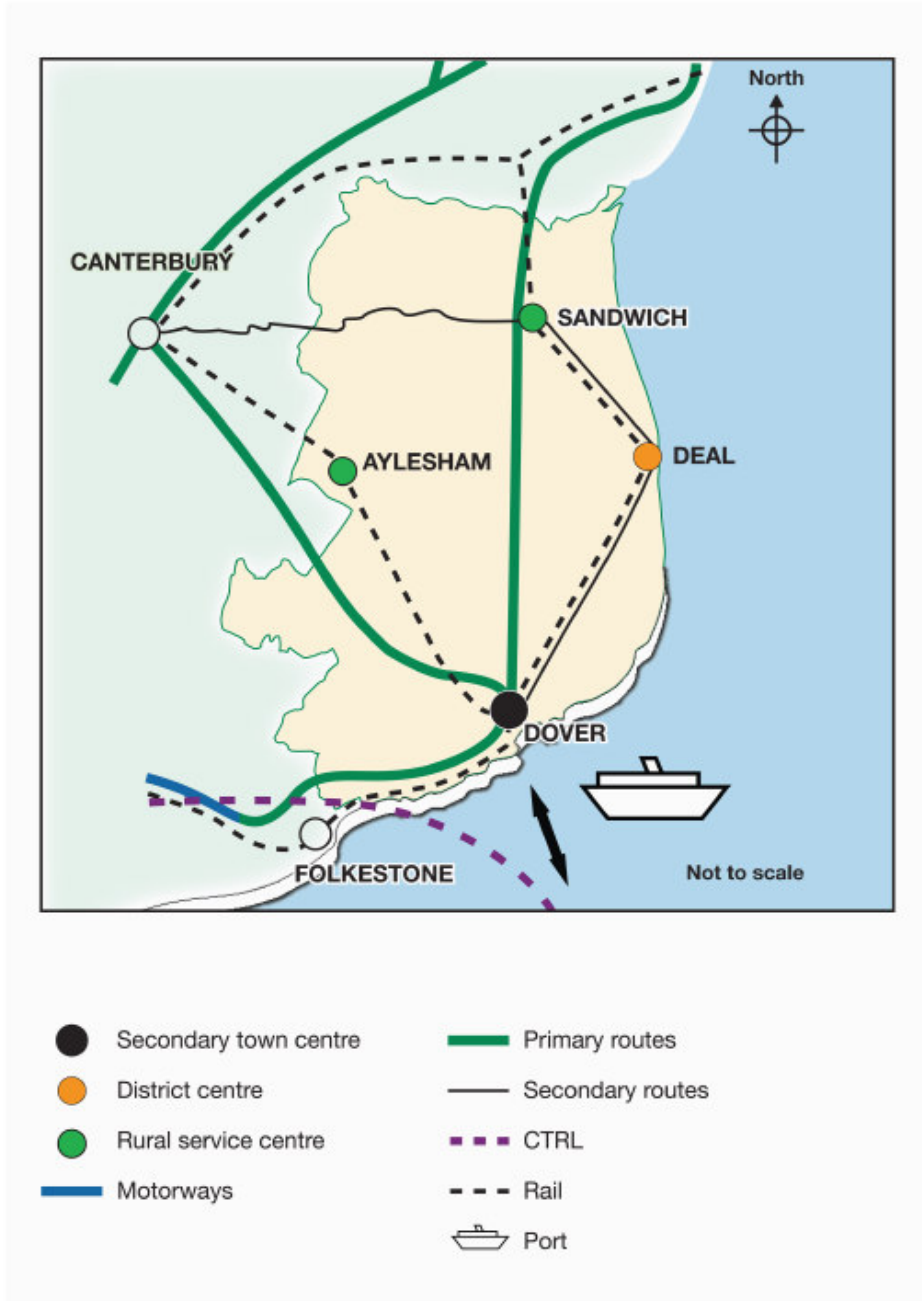 North
CANTERBURY
SANDWICH
DEAL
AYLESHAM
DOVER
FOLKESTONE
Not to scale
Secondary town centre
District centre
Rural service centre
Motorways
Primary routes
Secondary routes
CTRL
Rail
Port